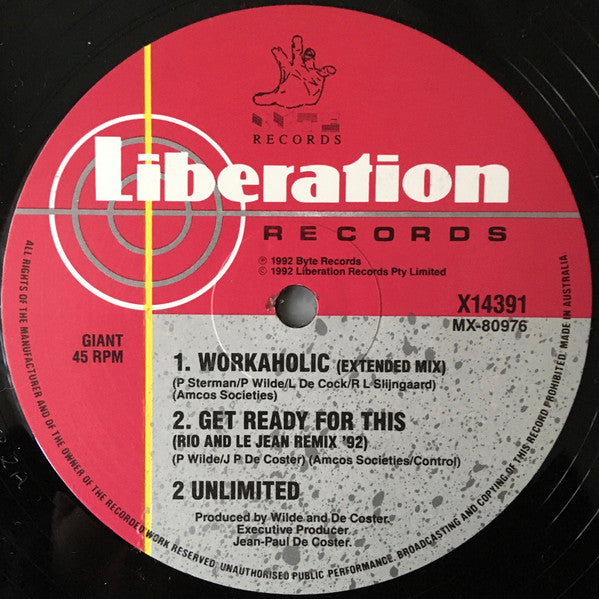 RECORDS
Liberation
RECORDS
℗ 1992 Byte Records
© 1992 Liberation Records Pty Limited
X14391
MX-80976
GIANT
45 RPM
1. WORKAHOLIC (EXTENDED MIX)
(P Sterman/P Wilde/L De Cock/R L Slijngaard)
(Amcos Societies)
2. GET READY FOR THIS
(RIO AND LE JEAN REMIX '92)
(P Wilde/J P De Coster) (Amcos Societies/Control)
2 UNLIMITED
Produced by Wilde and De Coster.
Executive Producer
Jean-Paul De Coster.
ALL RIGHTS OF THE MANUFACTURER AND OF THE OWNER OF THE RECORDED WORK RESERVED. UNAUTHORISED PUBLIC PERFORMANCE, BROADCASTING AND COPYING OF THIS RECORD PROHIBITED. MADE IN AUSTRALIA